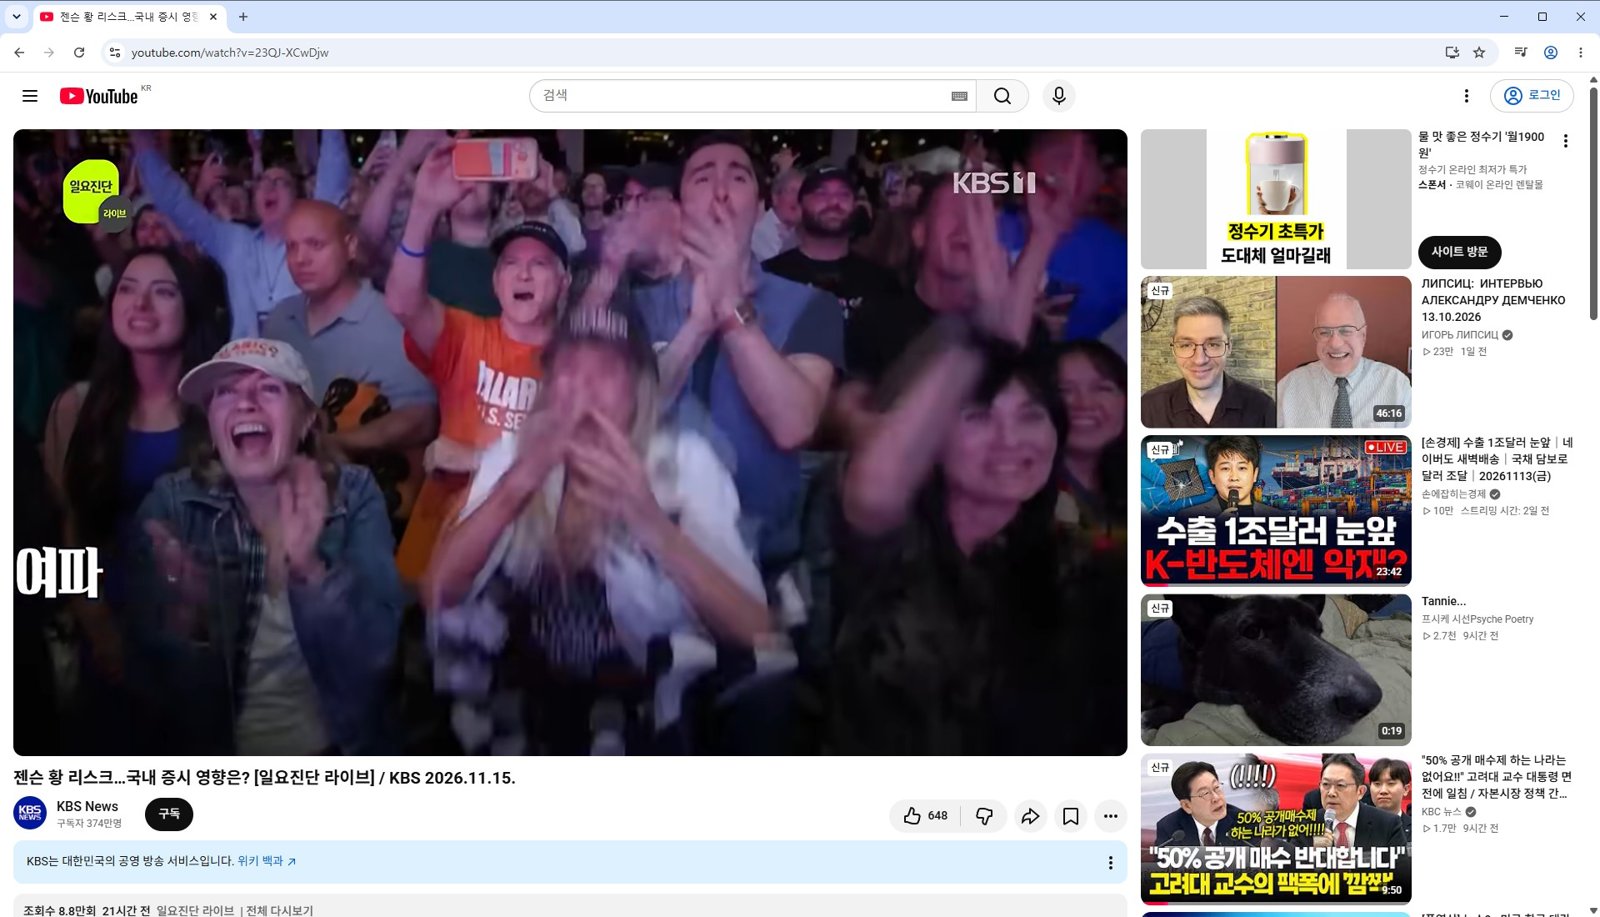 젠슨 황 리스크...국내 증시 영향
youtube.com/watch?v=23QJ-XCwDjw
YouTube KR
검색
로그인
일요진단
라이브
KBS 1
U.S. SE
여파
젠슨 황 리스크...국내 증시 영향은? [일요진단 라이브] / KBS 2026.11.15.
KBS NEWS
KBS News
구독자 374만명
구독
648
KBS는 대한민국의 공영 방송 서비스입니다. 위키 백과
조회수 8.8만회 21시간 전 일요진단 라이브 | 전체 다시보기
정수기 초특가
도대체 얼마길래
물 맛 좋은 정수기 '월1900
원'
정수기 온라인 최저가 특가
스폰서 · 코웨이 온라인 렌탈몰
사이트 방문
신규
46:16
ЛИПСИЦ: ИНТЕРВЬЮ
АЛЕКСАНДРУ ДЕМЧЕНКО
13.10.2026
ИГОРЬ ЛИПСИЦ
23만 1일 전
신규
LIVE
수출 1조달러 눈앞
K-반도체엔 악재?
23:42
[손경제] 수출 1조달러 눈앞｜네
이버도 새벽배송｜국채 담보로
달러 조달｜20261113(금)
손에잡히는경제
10만 스트리밍 시간: 2일 전
신규
0:19
Tannie...
프시케 시선Psyche Poetry
2.7천 9시간 전
신규
(!!!!)
50% 공개매수제
하는 나라가 없어!!!!
"50% 공개 매수 반대합니다"
고려대 교수의 팩폭에 '깜짝'
9:50
"50% 공개 매수제 하는 나라는
없어요!!" 고려대 교수 대통령 면
전에 일침 / 자본시장 정책 간...
KBC 뉴스
1.7만 9시간 전